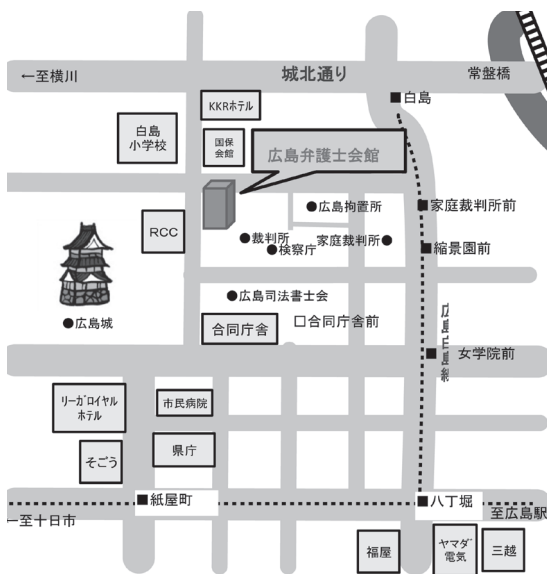 ←至横川
城北通り
常盤橋
KKRホテル
■白島
白島
小学校
国保
会館
広島弁護士会館
●広島拘置所
■家庭裁判所前
RCC
●裁判所
家庭裁判所●
●検察庁
■縮景園前
●広島司法書士会
●広島城
合同庁舎
□合同庁舎前
■女学院前
リーガロイヤル
ホテル
市民病院
そごう
県庁
■紙屋町
■八丁堀
←至十日市
至広島駅
福屋
ヤマダ
電気
三越